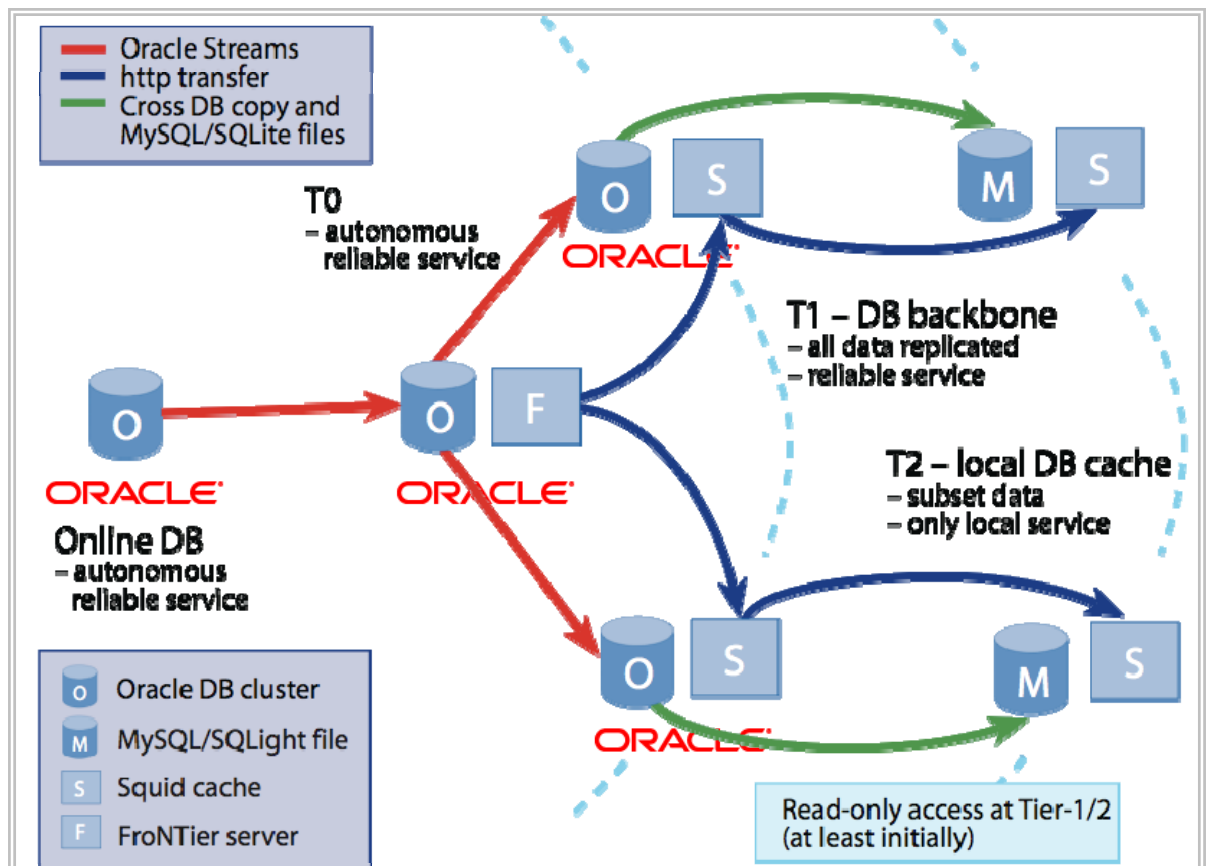 Oracle Streams
http transfer
Cross DB copy and
MySQL/SQLite files
T0
– autonomous
reliable service
O
S
ORACLE®
M
S
T1 – DB backbone
– all data replicated
– reliable service
O
ORACLE®
O
F
ORACLE®
Online DB
– autonomous
reliable service
T2 – local DB cache
– subset data
– only local service
O
S
ORACLE®
M
S
O Oracle DB cluster
M MySQL/SQLight file
S Squid cache
F FroNTier server
Read-only access at Tier-1/2
(at least initially)